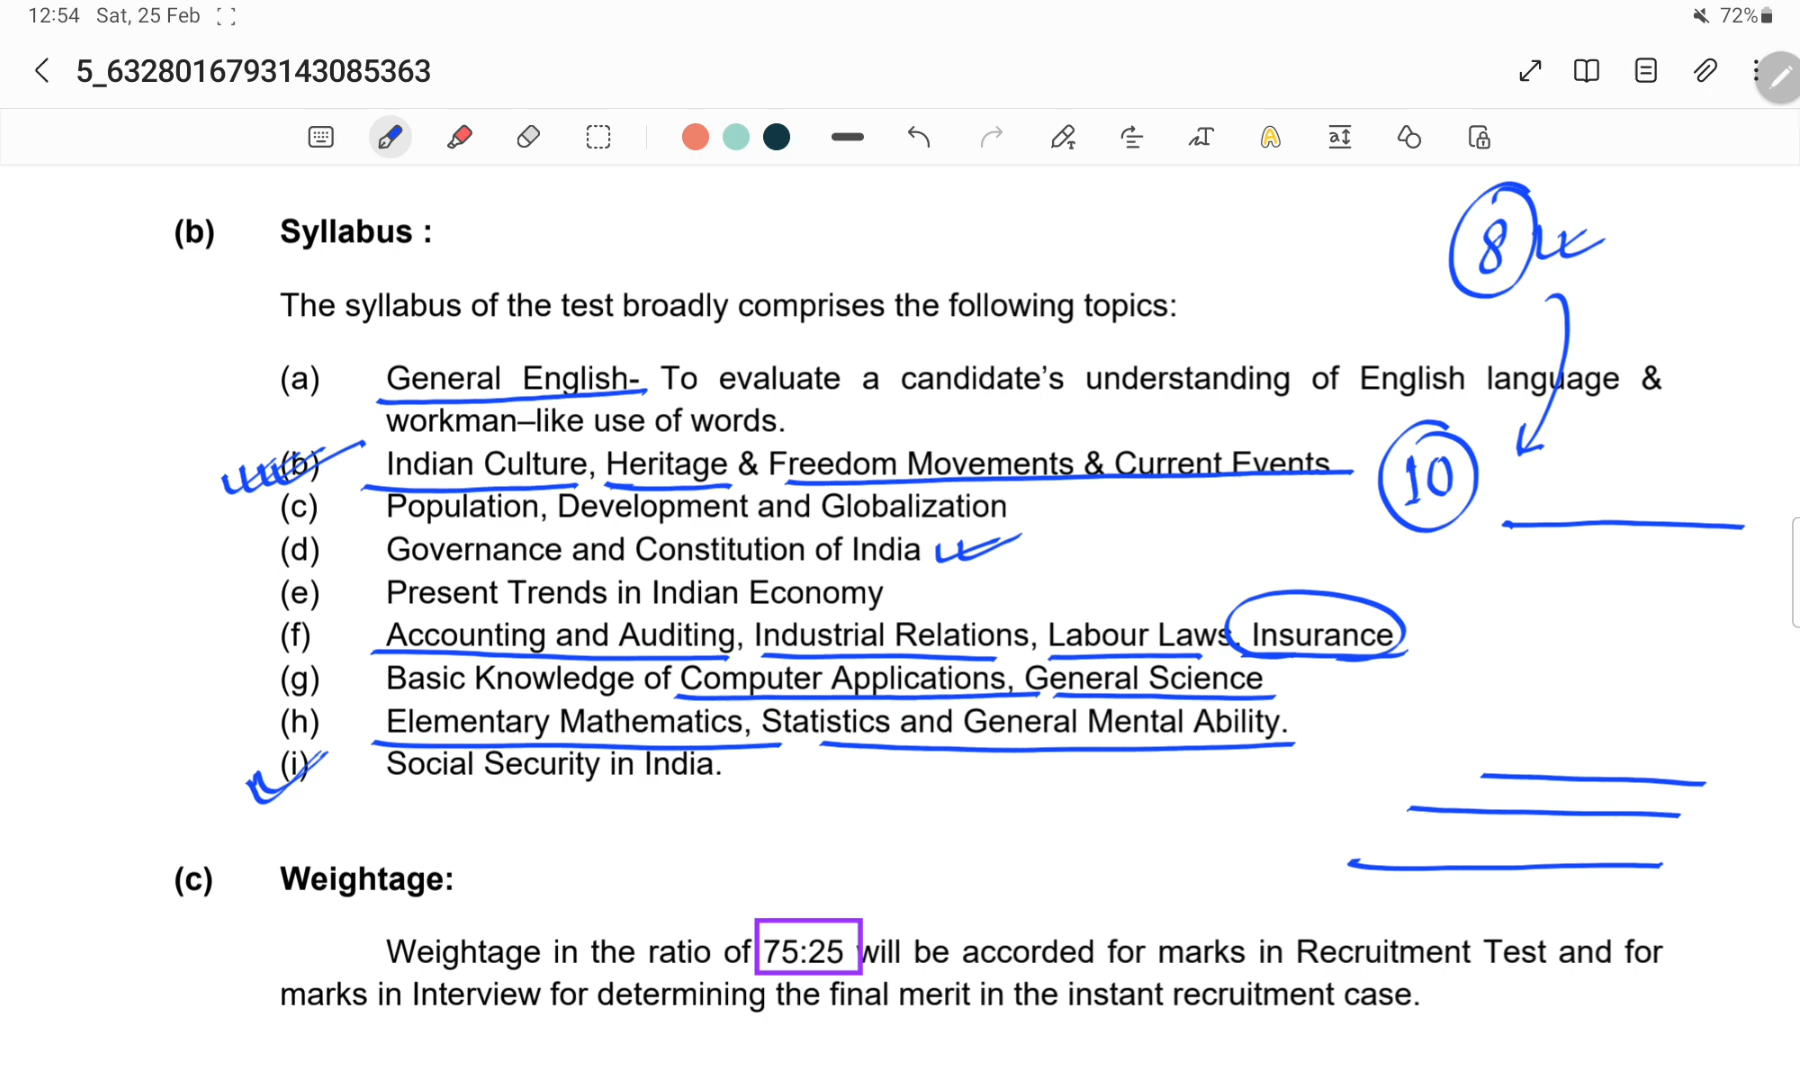 12:54 Sat, 25 Feb
72%
5_6328016793143085363
(b) Syllabus :
8
The syllabus of the test broadly comprises the following topics:
(a) General English- To evaluate a candidate's understanding of English language &
workman–like use of words.
(b) Indian Culture, Heritage & Freedom Movements & Current Events
10
(c) Population, Development and Globalization
(d) Governance and Constitution of India
(e) Present Trends in Indian Economy
(f) Accounting and Auditing, Industrial Relations, Labour Laws, Insurance
(g) Basic Knowledge of Computer Applications, General Science
(h) Elementary Mathematics, Statistics and General Mental Ability.
(i) Social Security in India.
(c) Weightage:
Weightage in the ratio of 75:25 will be accorded for marks in Recruitment Test and for
marks in Interview for determining the final merit in the instant recruitment case.